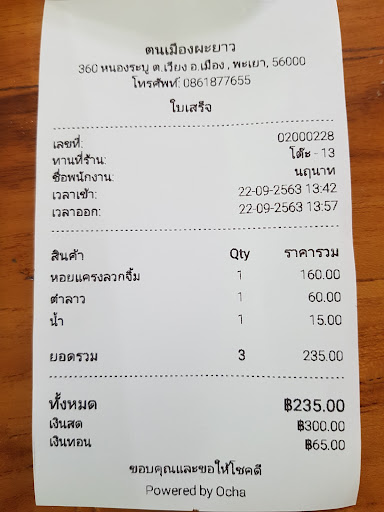 ตนเมืองผะยาว
360 หนองระบู ต.เวียง อ.เมือง , พะเยา, 56000
โทรศัพท์: 0861877655
ใบเสร็จ
เลขที่: 02000228
ทานที่ร้าน: โต๊ะ - 13
ชื่อพนักงาน: นฤนาท
เวลาเข้า: 22-09-2563 13:42
เวลาออก: 22-09-2563 13:57
สินค้า Qty ราคารวม
หอยแครงลวกจิ้ม 1 160.00
ตำลาว 1 60.00
น้ำ 1 15.00
ยอดรวม 3 235.00
ทั้งหมด ฿235.00
เงินสด ฿300.00
เงินทอน ฿65.00
ขอบคุณและขอให้โชคดี
Powered by Ocha